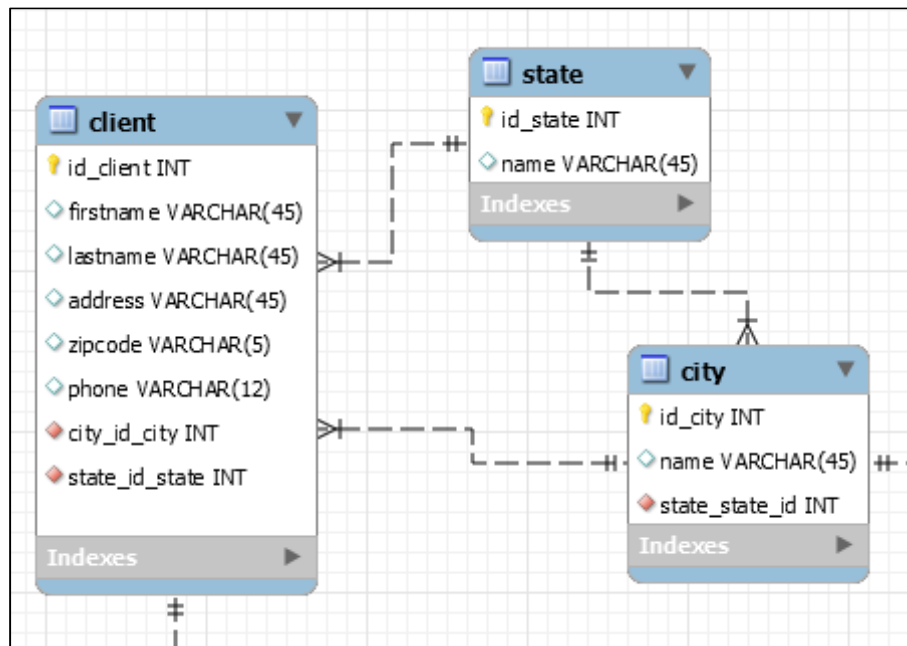 client
id_client INT
firstname VARCHAR(45)
lastname VARCHAR(45)
address VARCHAR(45)
zipcode VARCHAR(5)
phone VARCHAR(12)
city_id_city INT
state_id_state INT
Indexes
state
id_state INT
name VARCHAR(45)
Indexes
city
id_city INT
name VARCHAR(45)
state_state_id INT
Indexes